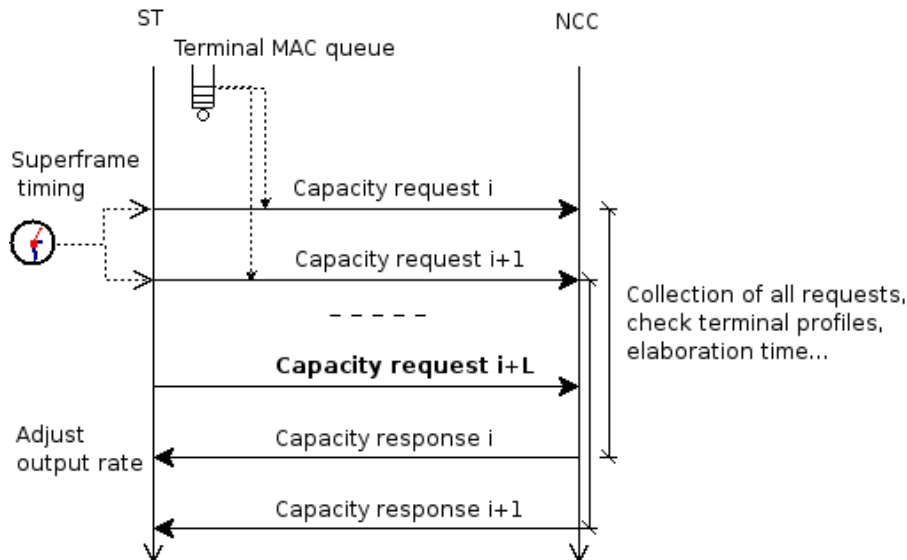 ST
NCC
Terminal MAC queue
Superframe
timing
Capacity request i
Capacity request i+1
Collection of all requests,
check terminal profiles,
elaboration time...
Capacity request i+L
Adjust
output rate
Capacity response i
Capacity response i+1